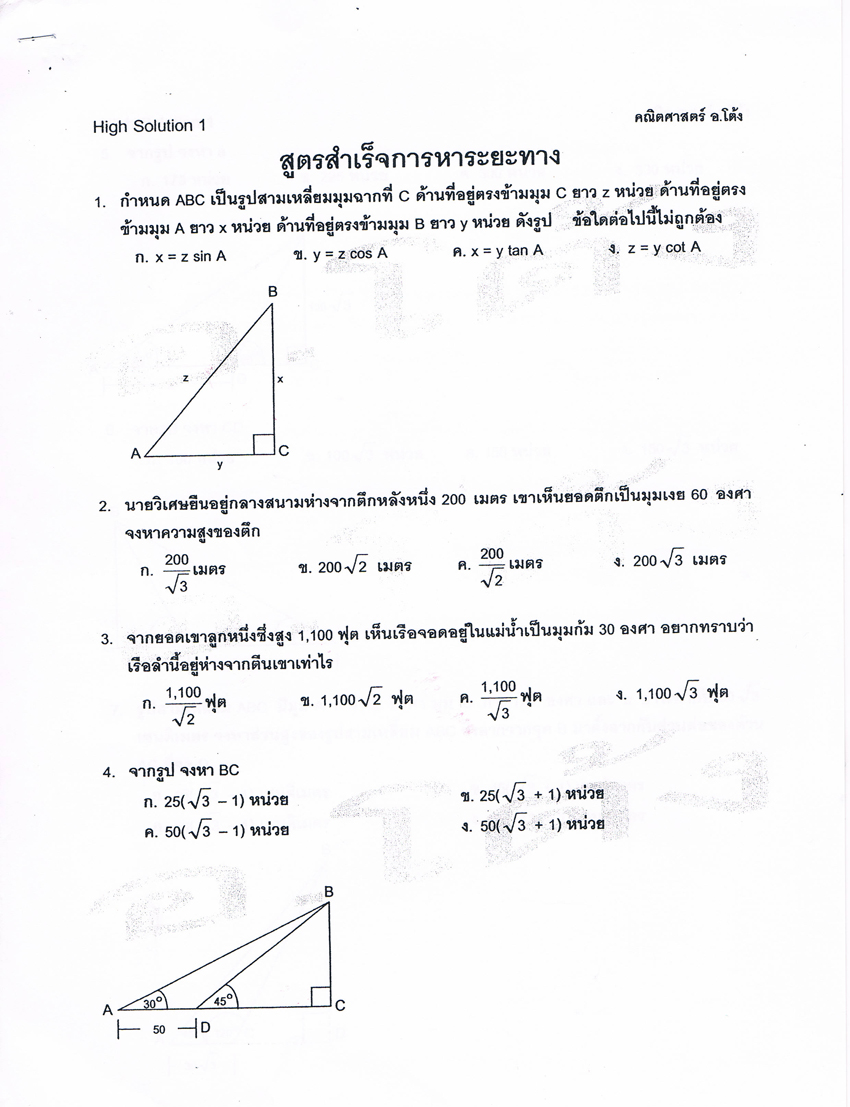 High Solution 1
คณิตศาสตร์ อ.โต้ง
สูตรสำเร็จการหาระยะทาง
1. กำหนด ABC เป็นรูปสามเหลี่ยมมุมฉากที่ C ด้านที่อยู่ตรงข้ามมุม C ยาว z หน่วย ด้านที่อยู่ตรง
ข้ามมุม A ยาว x หน่วย ด้านที่อยู่ตรงข้ามมุม B ยาว y หน่วย ดังรูป ข้อใดต่อไปนี้ไม่ถูกต้อง
ก. x = z sin A ข. y = z cos A ค. x = y tan A ง. z = y cot A
B
z x
A C
y
2. นายวิเศษยืนอยู่กลางสนามห่างจากตึกหลังหนึ่ง 200 เมตร เขาเห็นยอดตึกเป็นมุมเงย 60 องศา
จงหาความสูงของตึก
ก. 200/√3 เมตร ข. 200√2 เมตร ค. 200/√2 เมตร ง. 200√3 เมตร
3. จากยอดเขาลูกหนึ่งซึ่งสูง 1,100 ฟุต เห็นเรือจอดอยู่ในแม่น้ำเป็นมุมก้ม 30 องศา อยากทราบว่า
เรือลำนี้อยู่ห่างจากตีนเขาเท่าไร
ก. 1,100/√2 ฟุต ข. 1,100√2 ฟุต ค. 1,100/√3 ฟุต ง. 1,100√3 ฟุต
4. จากรูป จงหา BC
ก. 25(√3 – 1) หน่วย ข. 25(√3 + 1) หน่วย
ค. 50(√3 – 1) หน่วย ง. 50(√3 + 1) หน่วย
B
A 30° 45° C
50 D
อ.โต้ง
อ.โต้ง